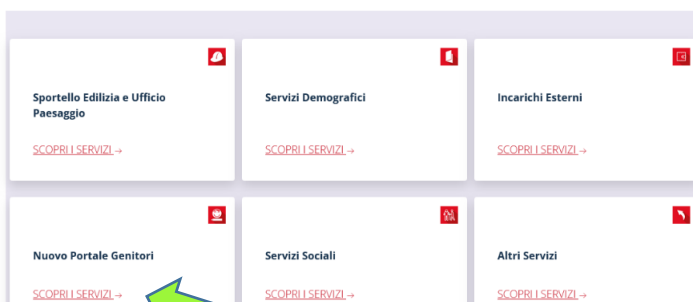 Sportello Edilizia e Ufficio
Paesaggio
SCOPRI I SERVIZI →
Servizi Demografici
SCOPRI I SERVIZI →
Incarichi Esterni
SCOPRI I SERVIZI →
Nuovo Portale Genitori
SCOPRI I SERVIZI →
Servizi Sociali
SCOPRI I SERVIZI →
Altri Servizi
SCOPRI I SERVIZI →